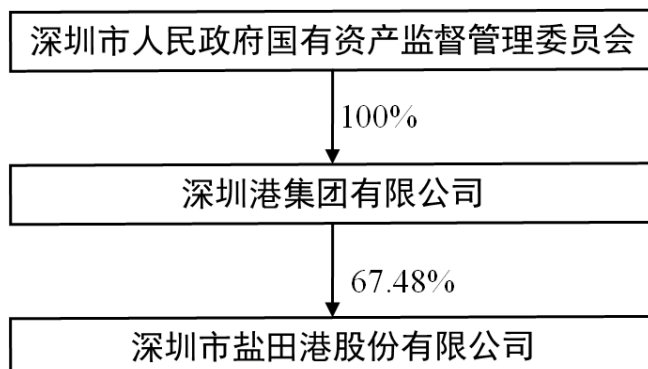 深圳市人民政府国有资产监督管理委员会
100%
深圳港集团有限公司
67.48%
深圳市盐田港股份有限公司